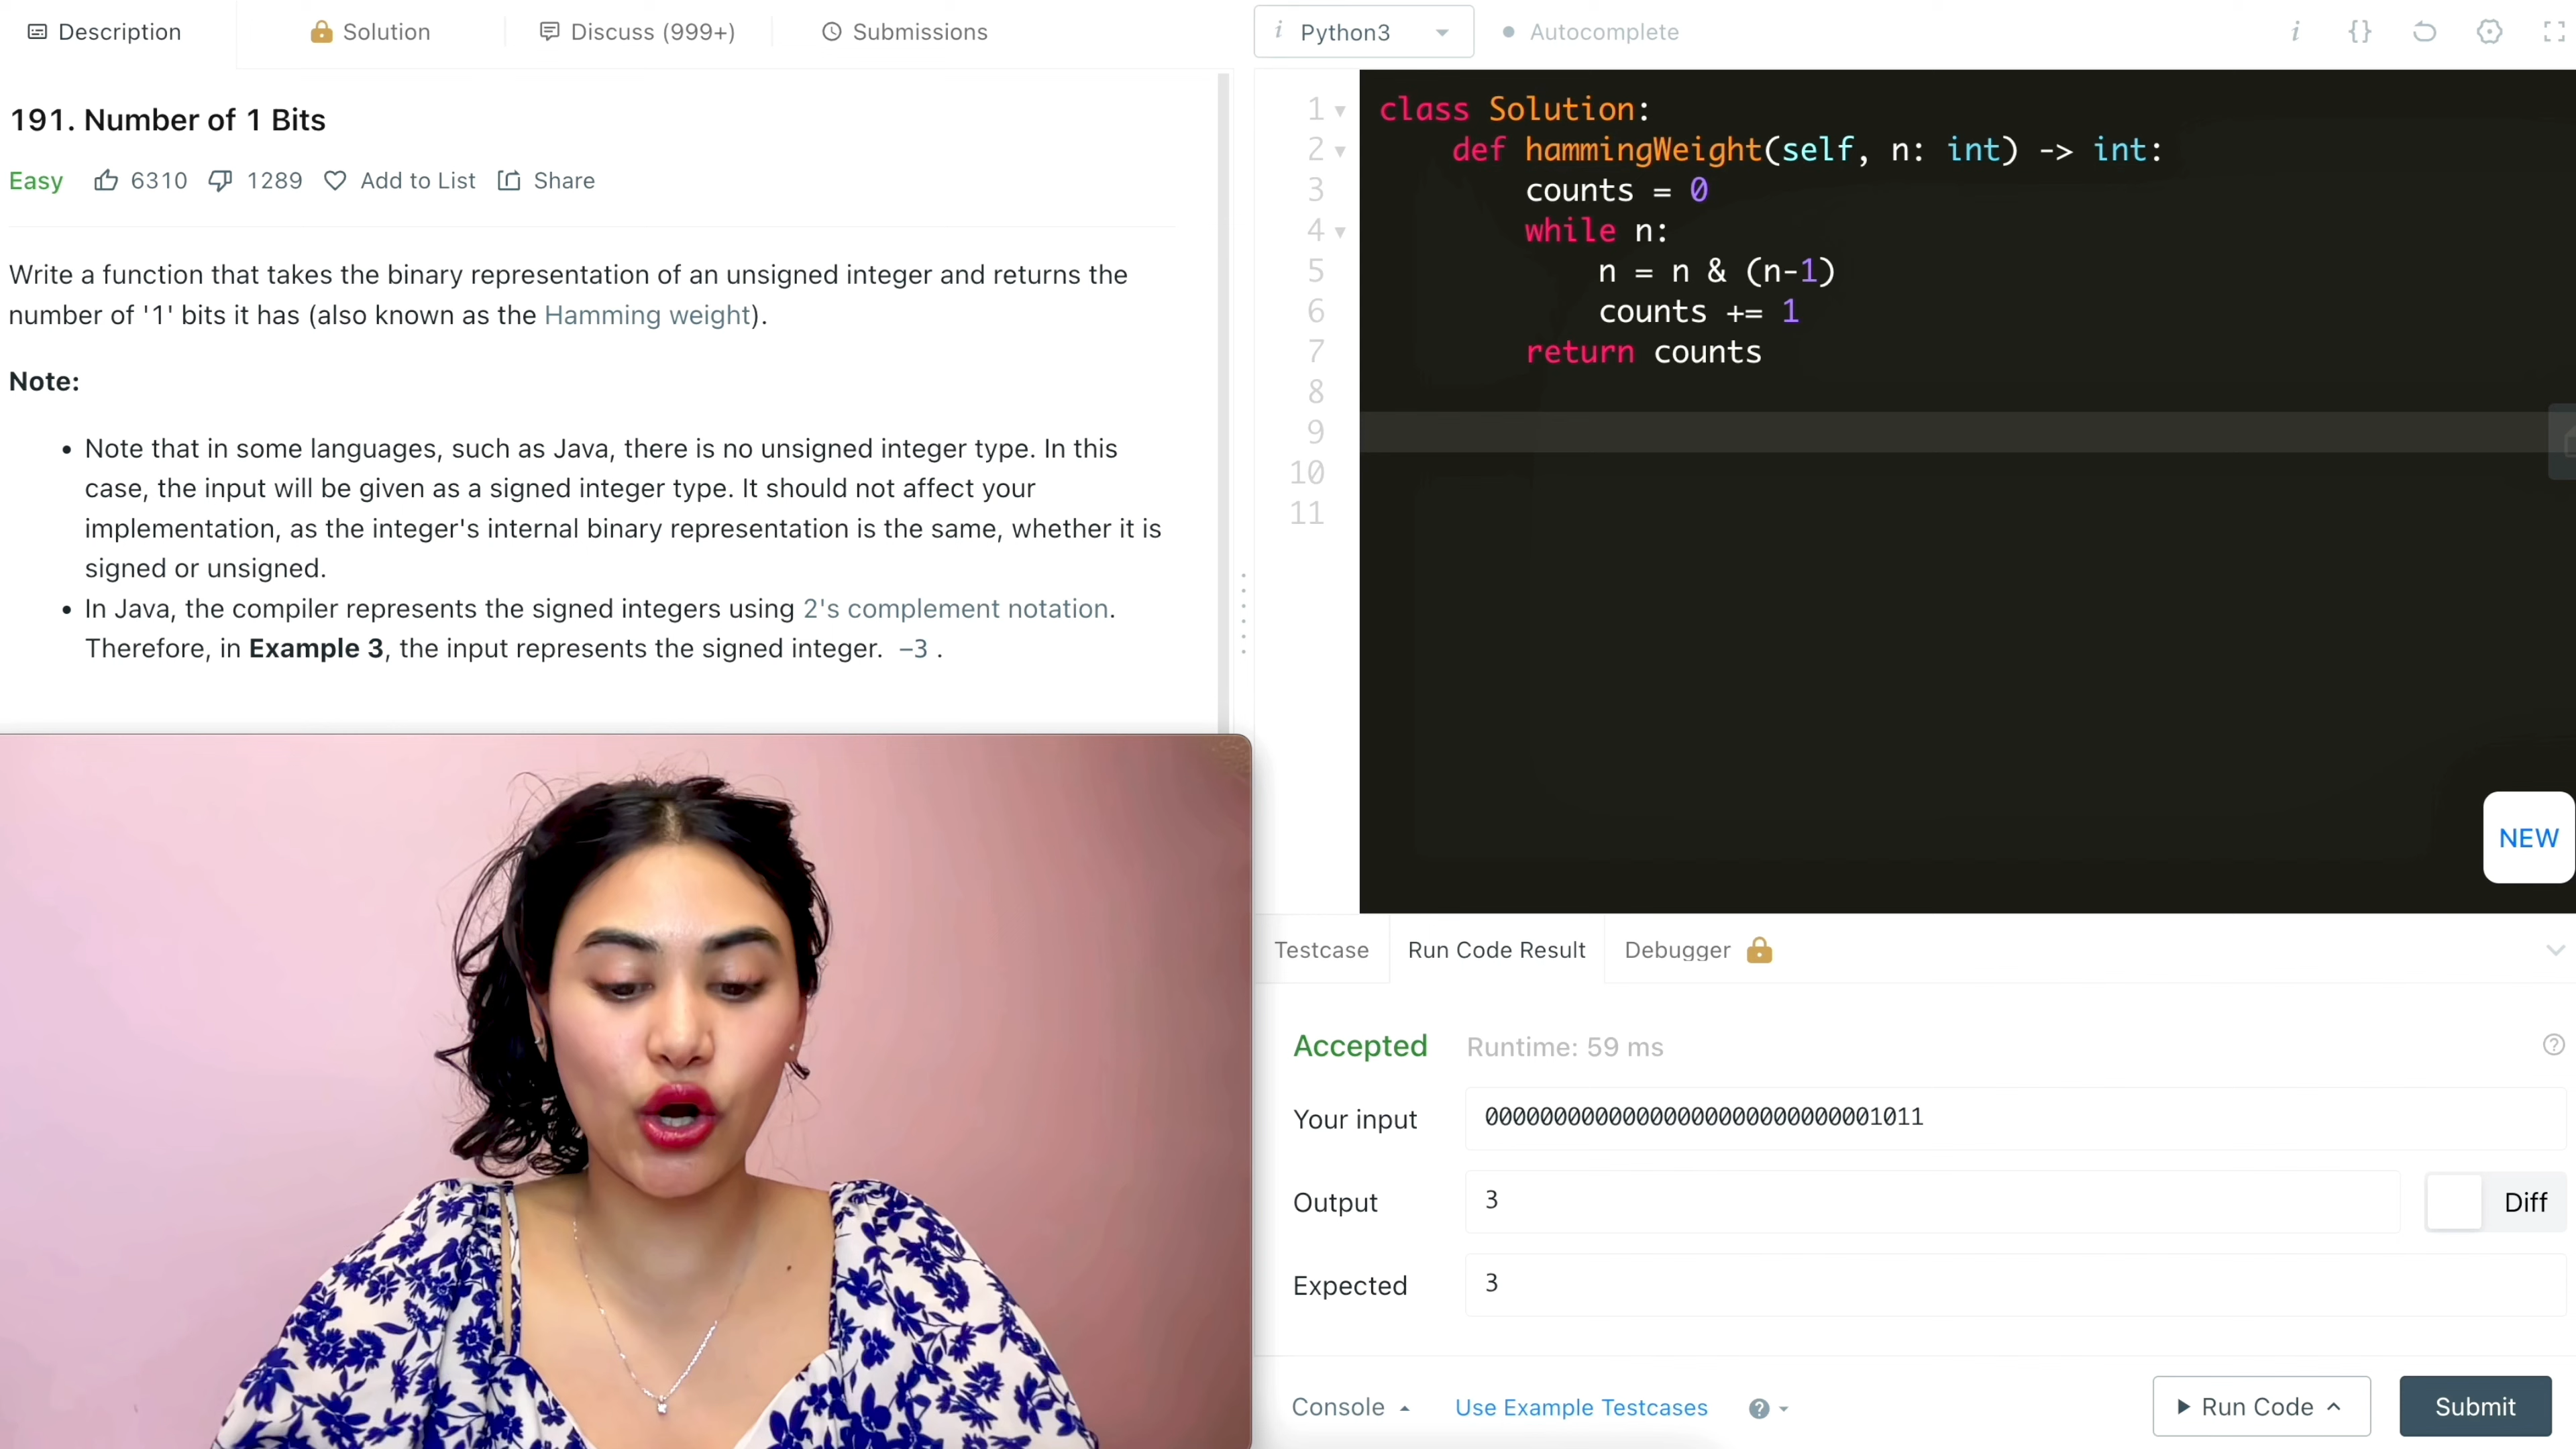 Description
Solution
Discuss (999+)
Submissions
191. Number of 1 Bits
Easy 6310 1289 Add to List Share
Write a function that takes the binary representation of an unsigned integer and returns the
number of '1' bits it has (also known as the Hamming weight).
Note:
• Note that in some languages, such as Java, there is no unsigned integer type. In this
case, the input will be given as a signed integer type. It should not affect your
implementation, as the integer's internal binary representation is the same, whether it is
signed or unsigned.
• In Java, the compiler represents the signed integers using 2's complement notation.
Therefore, in Example 3, the input represents the signed integer. -3 .
i Python3
Autocomplete
i {}
1 class Solution:
2 def hammingWeight(self, n: int) -> int:
3 counts = 0
4 while n:
5 n = n & (n-1)
6 counts += 1
7 return counts
8
9
10
11
NEW
Testcase
Run Code Result
Debugger
Accepted Runtime: 59 ms
?
Your input 00000000000000000000000000001011
Output 3
Diff
Expected 3
Console
Use Example Testcases
?
Run Code
Submit